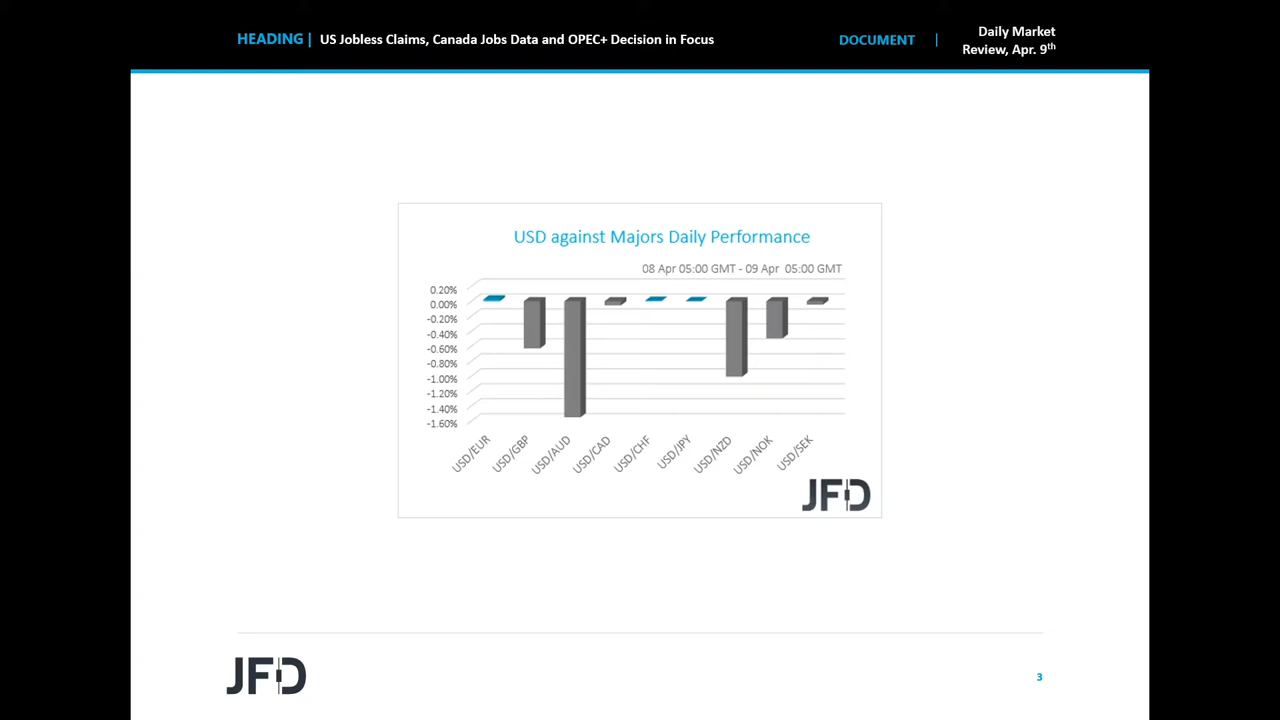 HEADING | US Jobless Claims, Canada Jobs Data and OPEC+ Decision in Focus
DOCUMENT |
Daily Market
Review, Apr. 9th
USD against Majors Daily Performance
08 Apr 05:00 GMT - 09 Apr 05:00 GMT
0.20%
0.00%
-0.20%
-0.40%
-0.60%
-0.80%
-1.00%
-1.20%
-1.40%
-1.60%
USD/EUR
USD/GBP
USD/AUD
USD/CAD
USD/CHF
USD/JPY
USD/NZD
USD/NOK
USD/SEK
JFD
JFD
3